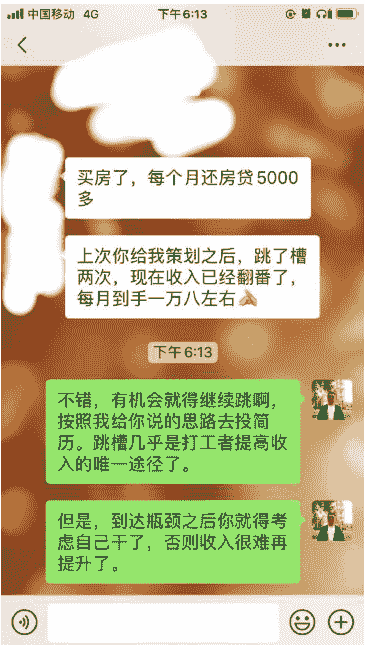 中国移动 4G 下午6:13
买房了，每个月还房贷5000
多
上次你给我策划之后，跳了槽
两次，现在收入已经翻番了，
每月到手一万八左右
下午6:13
不错，有机会就得继续跳啊，
按照我给你说的思路去投简
历。跳槽几乎是打工者提高收
入的唯一途径了。
但是，到达瓶颈之后你就得考
虑自己干了，否则收入很难再
提升了。